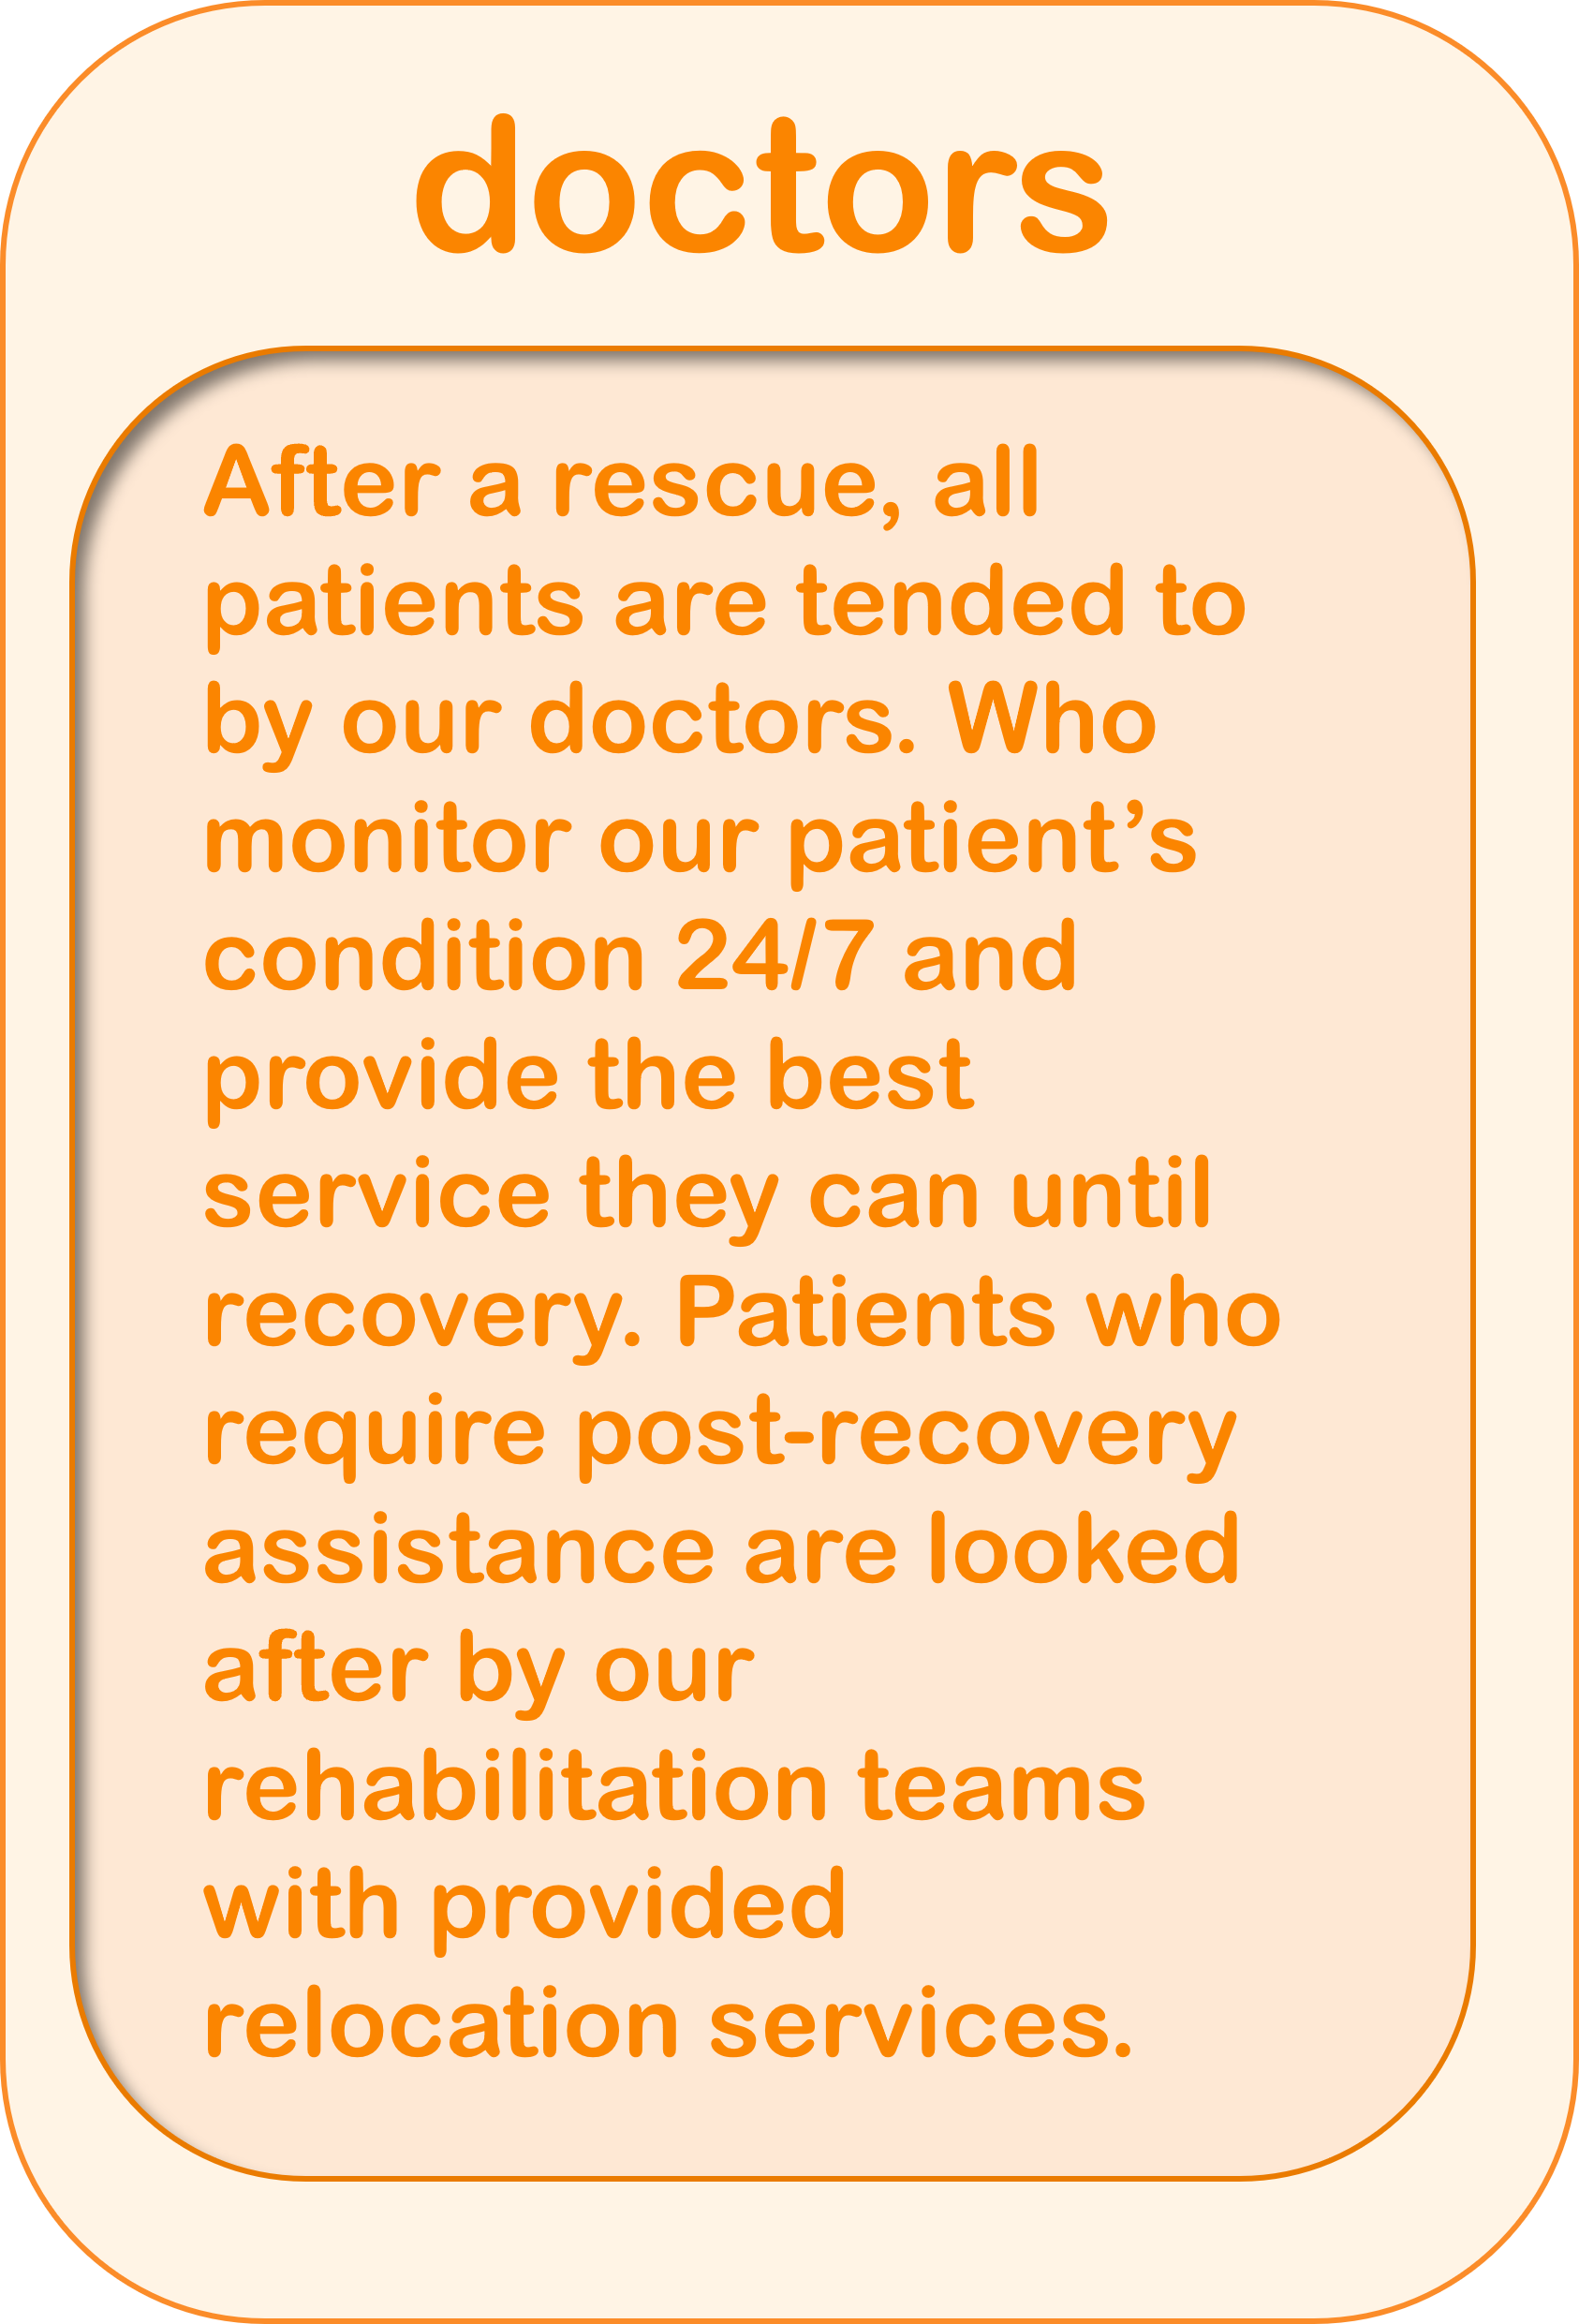 doctors
After a rescue, all
patients are tended to
by our doctors. Who
monitor our patient’s
condition 24/7 and
provide the best
service they can until
recovery. Patients who
require post-recovery
assistance are looked
after by our
rehabilitation teams
with provided
relocation services.